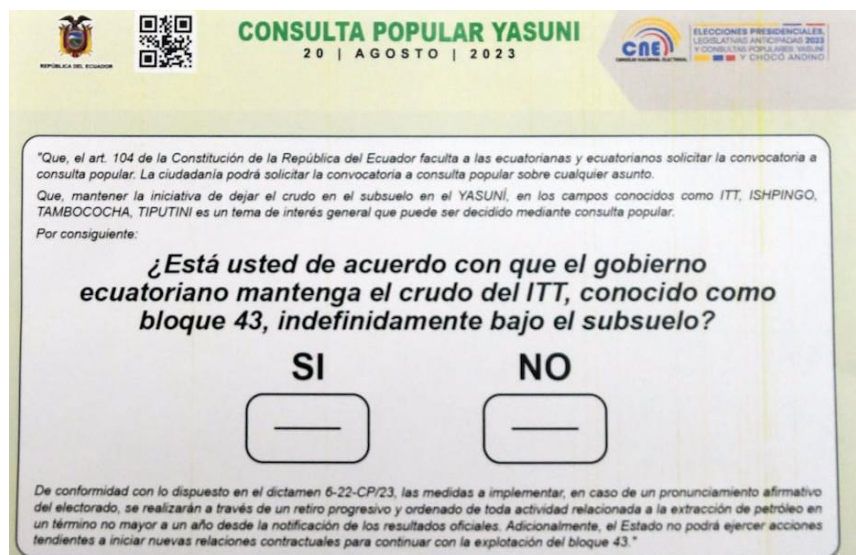 CONSULTA POPULAR YASUNI
20 | AGOSTO | 2023
REPÚBLICA DEL ECUADOR
CNE
CONSEJO NACIONAL ELECTORAL
ELECCIONES PRESIDENCIALES,
LEGISLATIVAS ANTICIPADAS 2023
Y CONSULTAS POPULARES YASUNÍ
Y CHOCÓ ANDINO
"Que, el art. 104 de la Constitución de la República del Ecuador faculta a las ecuatorianas y ecuatorianos solicitar la convocatoria a
consulta popular. La ciudadanía podrá solicitar la convocatoria a consulta popular sobre cualquier asunto.
Que, mantener la iniciativa de dejar el crudo en el subsuelo en el YASUNÍ, en los campos conocidos como ITT, ISHPINGO,
TAMBOCOCHA, TIPUTINI es un tema de interés general que puede ser decidido mediante consulta popular.
Por consiguiente:
¿Está usted de acuerdo con que el gobierno
ecuatoriano mantenga el crudo del ITT, conocido como
bloque 43, indefinidamente bajo el subsuelo?
SI NO
De conformidad con lo dispuesto en el dictamen 6-22-CP/23, las medidas a implementar, en caso de un pronunciamiento afirmativo
del electorado, se realizarán a través de un retiro progresivo y ordenado de toda actividad relacionada a la extracción de petróleo en
un término no mayor a un año desde la notificación de los resultados oficiales. Adicionalmente, el Estado no podrá ejercer acciones
tendientes a iniciar nuevas relaciones contractuales para continuar con la explotación del bloque 43."